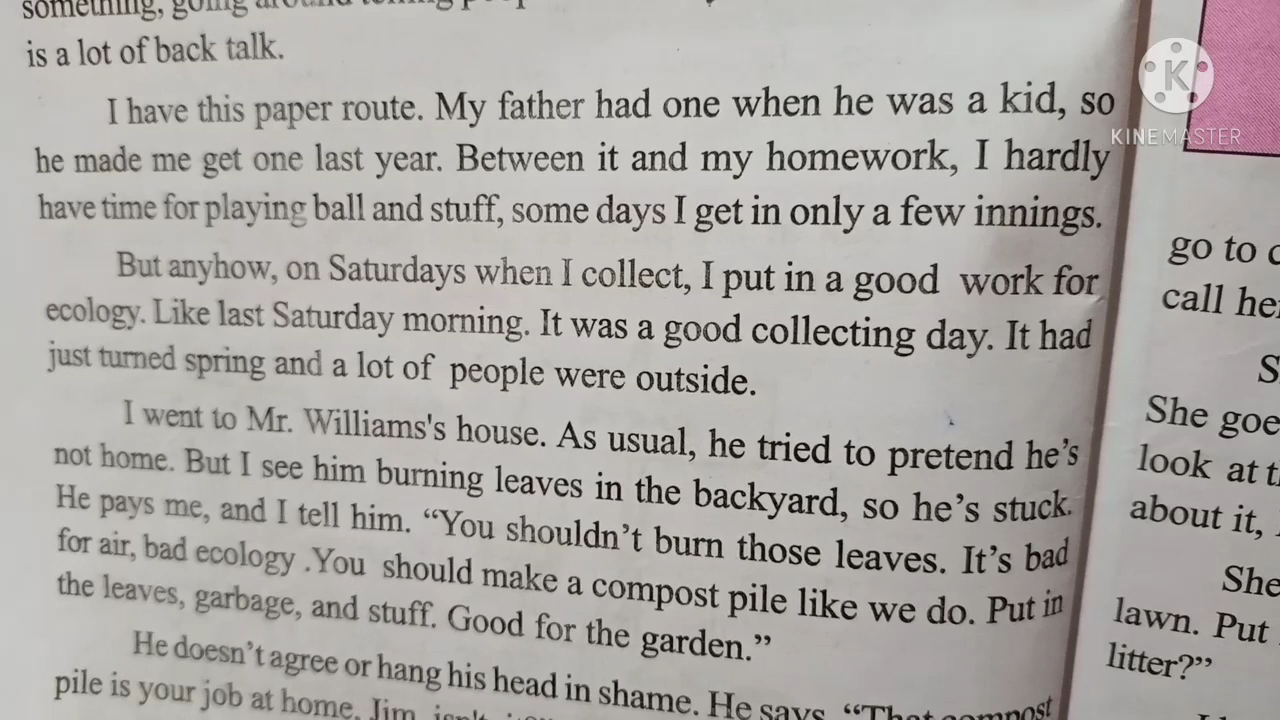 something, going around telling
is a lot of back talk.
I have this paper route. My father had one when he was a kid, so
he made me get one last year. Between it and my homework, I hardly
have time for playing ball and stuff, some days I get in only a few innings.
But anyhow, on Saturdays when I collect, I put in a good work for
ecology. Like last Saturday morning. It was a good collecting day. It had
just turned spring and a lot of people were outside.
I went to Mr. Williams's house. As usual, he tried to pretend he's
not home. But I see him burning leaves in the backyard, so he's stuck.
He pays me, and I tell him. “You shouldn't burn those leaves. It's bad
for air, bad ecology .You should make a compost pile like we do. Put in
the leaves, garbage, and stuff. Good for the garden.”
He doesn't agree or hang his head in shame. He says, “That compost
pile is your job at home, Jim,
go to
call
She
look at
about it,
She
lawn. Put
litter?”
K
KINEMASTER